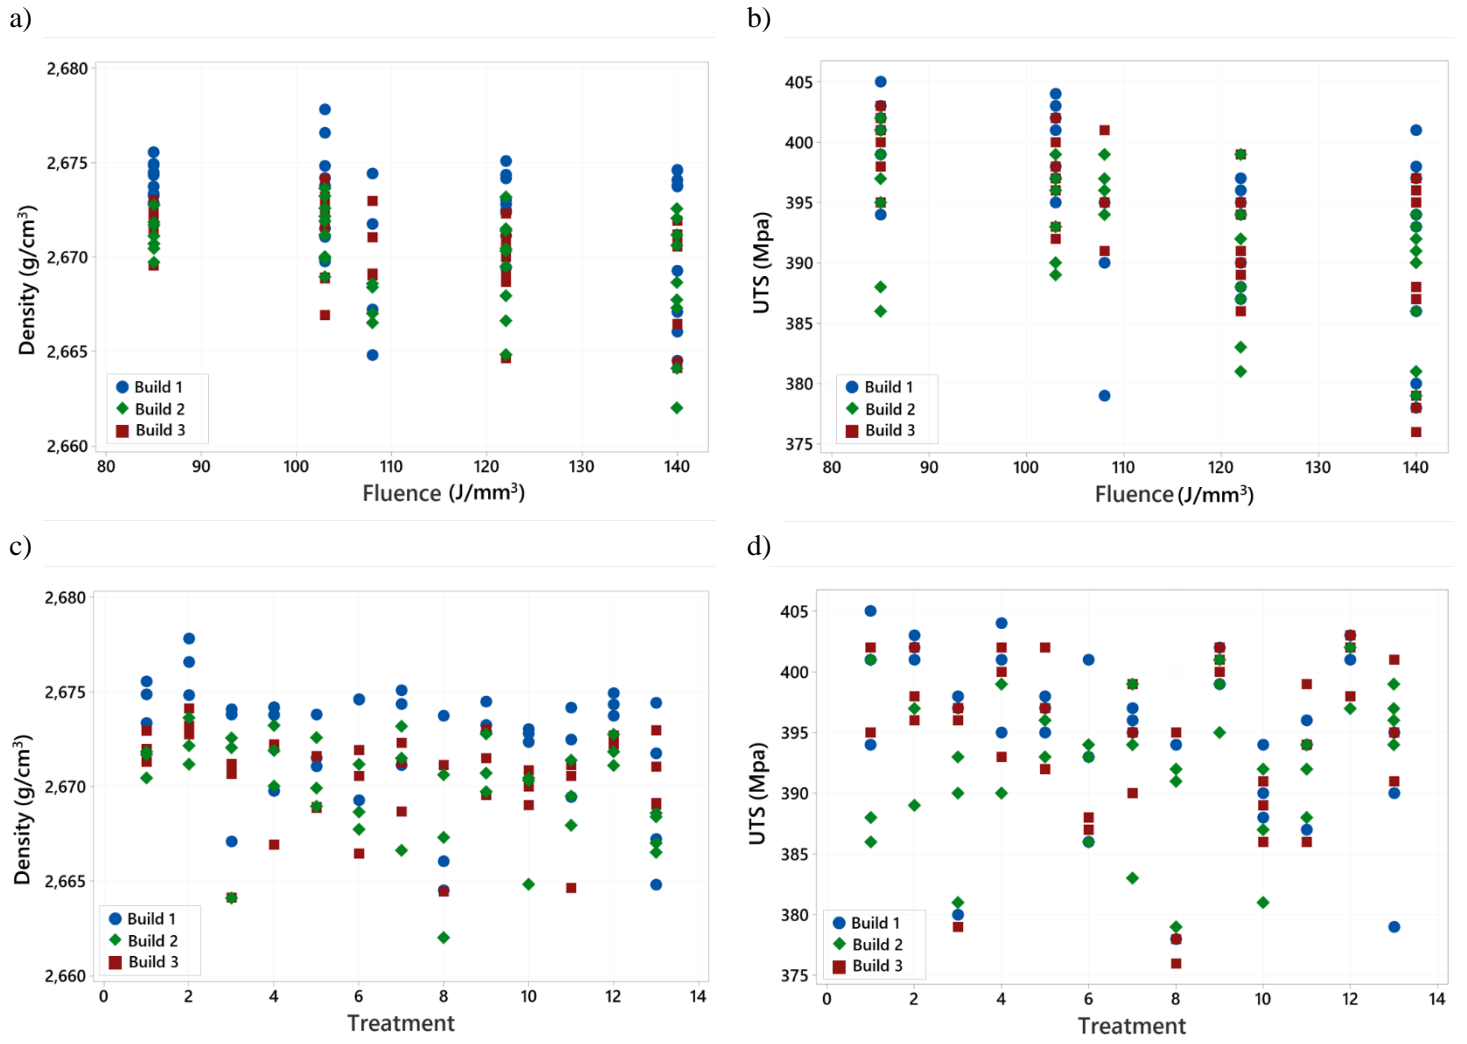 a)
Density (g/cm³)
2,680
2,675
2,670
2,665
2,660
Build 1
Build 2
Build 3
80 90 100 110 120 130 140
Fluence (J/mm³)
b)
UTS (Mpa)
405
400
395
390
385
380
375
Build 1
Build 2
Build 3
80 90 100 110 120 130 140
Fluence (J/mm³)
c)
Density (g/cm³)
2,680
2,675
2,670
2,665
2,660
Build 1
Build 2
Build 3
0 2 4 6 8 10 12 14
Treatment
d)
UTS (Mpa)
405
400
395
390
385
380
375
Build 1
Build 2
Build 3
0 2 4 6 8 10 12 14
Treatment